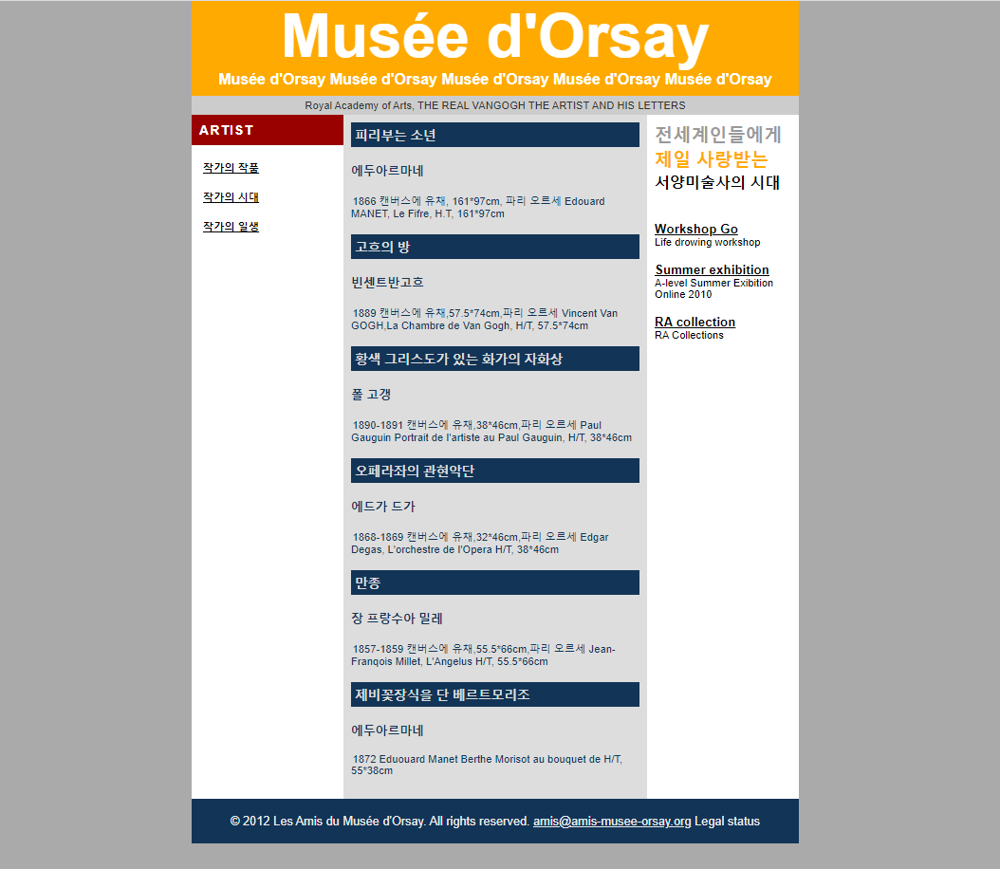 Musée d'Orsay
Musée d'Orsay Musée d'Orsay Musée d'Orsay Musée d'Orsay Musée d'Orsay
Royal Academy of Arts, THE REAL VANGOGH THE ARTIST AND HIS LETTERS
ARTIST
작가의 작품
작가의 시대
작가의 일생
피리부는 소년
에두아르마네
1866 캔버스에 유채, 161*97cm, 파리 오르세 Edouard
MANET, Le Fifre, H.T, 161*97cm
고흐의 방
빈센트반고흐
1889 캔버스에 유채,57.5*74cm,파리 오르세 Vincent Van
GOGH,La Chambre de Van Gogh, H/T, 57.5*74cm
황색 그리스도가 있는 화가의 자화상
폴 고갱
1890-1891 캔버스에 유채,38*46cm,파리 오르세 Paul
Gauguin Portrait de l'artiste au Paul Gauguin, H/T, 38*46cm
오페라좌의 관현악단
에드가 드가
1868-1869 캔버스에 유채,32*46cm,파리 오르세 Edgar
Degas, L'orchestre de l'Opera H/T, 38*46cm
만종
장 프랑수아 밀레
1857-1859 캔버스에 유채,55.5*66cm,파리 오르세 Jean-
Franqois Millet, L'Angelus H/T, 55.5*66cm
제비꽃장식을 단 베르트모리조
에두아르마네
1872 Eduouard Manet Berthe Morisot au bouquet de H/T,
55*38cm
전세계인들에게
제일 사랑받는
서양미술사의 시대
Workshop Go
Life drowing workshop
Summer exhibition
A-level Summer Exibition
Online 2010
RA collection
RA Collections
© 2012 Les Amis du Musée d'Orsay. All rights reserved. amis@amis-musee-orsay.org Legal status